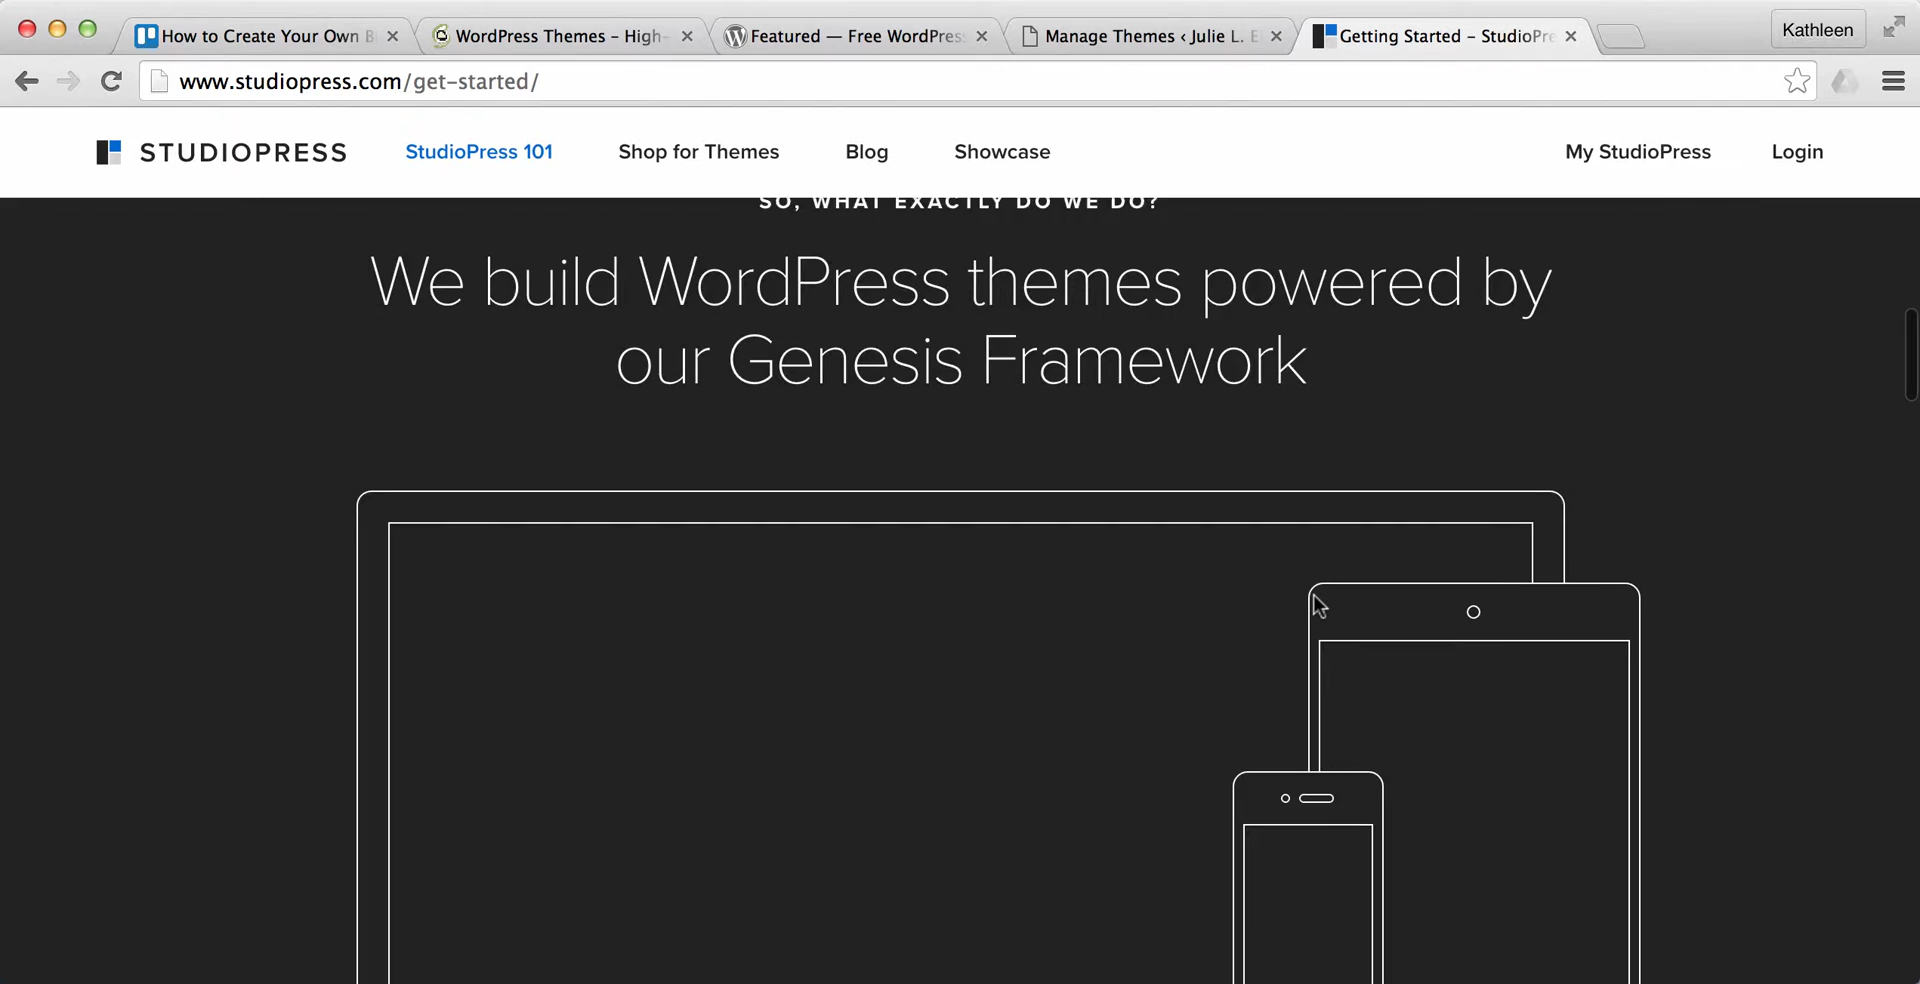 How to Create Your Own B
WordPress Themes – High-
Featured — Free WordPress
Manage Themes ‹ Julie L. E
Getting Started – StudioPre
Kathleen
www.studiopress.com/get-started/
STUDIOPRESS
StudioPress 101
Shop for Themes
Blog
Showcase
My StudioPress
Login
SO, WHAT EXACTLY DO WE DO?
We build WordPress themes powered by
our Genesis Framework